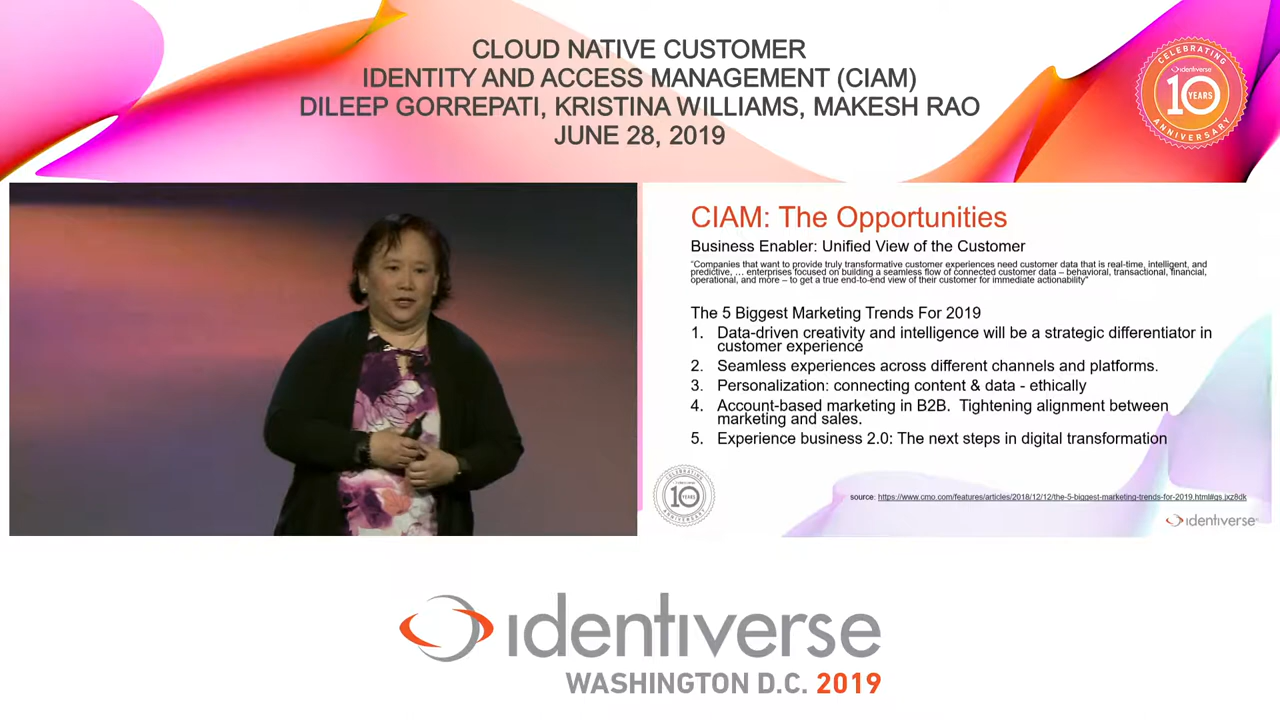 CLOUD NATIVE CUSTOMER
IDENTITY AND ACCESS MANAGEMENT (CIAM)
DILEEP GORREPATI, KRISTINA WILLIAMS, MAKESH RAO
JUNE 28, 2019
CELEBRATING
identiverse
10
YEARS
ANNIVERSARY
CIAM: The Opportunities
Business Enabler: Unified View of the Customer
“Companies that want to provide truly transformative customer experiences need customer data that is real-time, intelligent, and
predictive, … enterprises focused on building a seamless flow of connected customer data – behavioral, transactional, financial,
operational, and more – to get a true end-to-end view of their customer for immediate actionability”
The 5 Biggest Marketing Trends For 2019
1. Data-driven creativity and intelligence will be a strategic differentiator in
customer experience
2. Seamless experiences across different channels and platforms.
3. Personalization: connecting content & data - ethically
4. Account-based marketing in B2B. Tightening alignment between
marketing and sales.
5. Experience business 2.0: The next steps in digital transformation
CELEBRATING
10
YEARS
ANNIVERSARY
source: https://www.cmo.com/features/articles/2018/12/12/the-5-biggest-marketing-trends-for-2019.html#gs.jxz8dk
identiverse
identiverse
WASHINGTON D.C. 2019